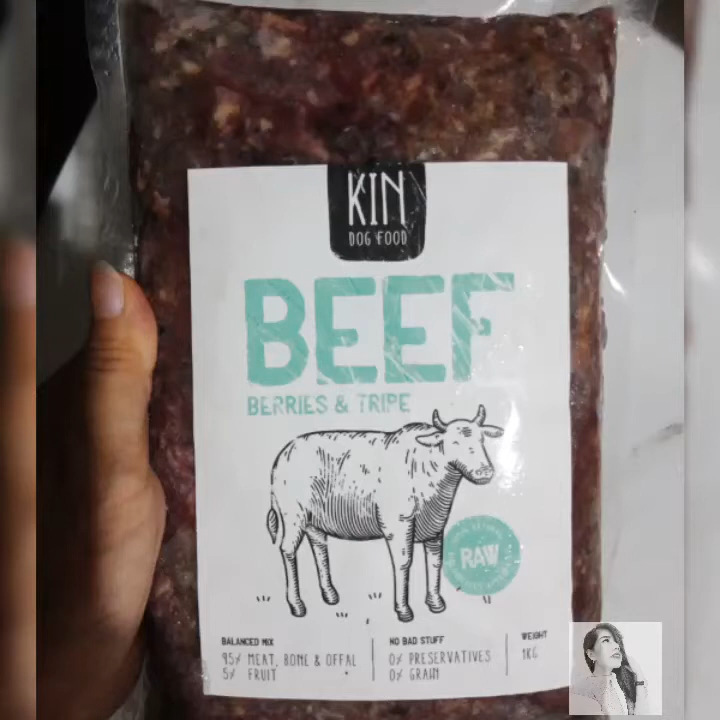 KIN
DOG FOOD
BEEF
BERRIES & TRIPE
RAW
BALANCED MIX
95% MEAT, BONE & OFFAL
5% FRUIT
NO BAD STUFF
0% PRESERVATIVES
0% GRAIN
WEIGHT
1KG